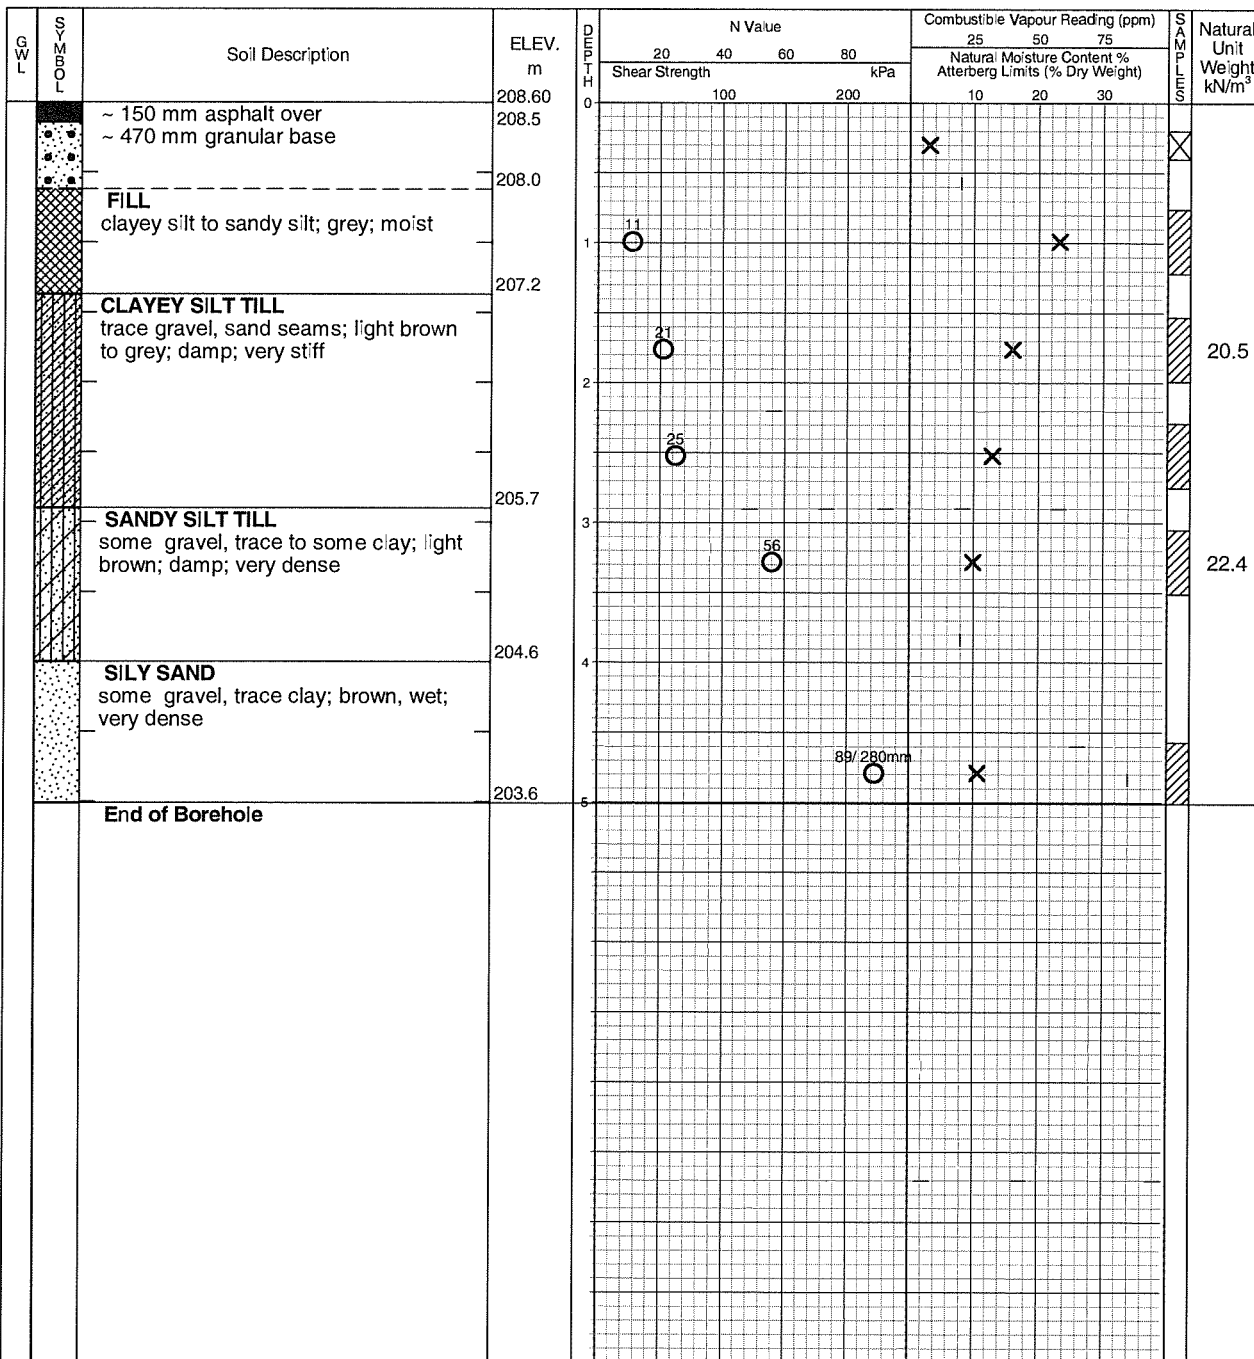 GWL
SYMBOL
Soil Description
ELEV.
m
DEPTH
N Value
20 40 60 80
Shear Strength kPa
100 200
Combustible Vapour Reading (ppm)
25 50 75
Natural Moisture Content %
Atterberg Limits (% Dry Weight)
10 20 30
SAMPLES
Natural
Unit
Weight
kN/m³
208.60
0
~ 150 mm asphalt over
208.5
~ 470 mm granular base
208.0
FILL
clayey silt to sandy silt; grey; moist
11
1
207.2
CLAYEY SILT TILL
trace gravel, sand seams; light brown
to grey; damp; very stiff
21
20.5
2
25
205.7
SANDY SILT TILL
3
some gravel, trace to some clay; light
brown; damp; very dense
56
22.4
204.6
4
SILY SAND
some gravel, trace clay; brown, wet;
very dense
89/ 280mm
203.6
5
End of Borehole